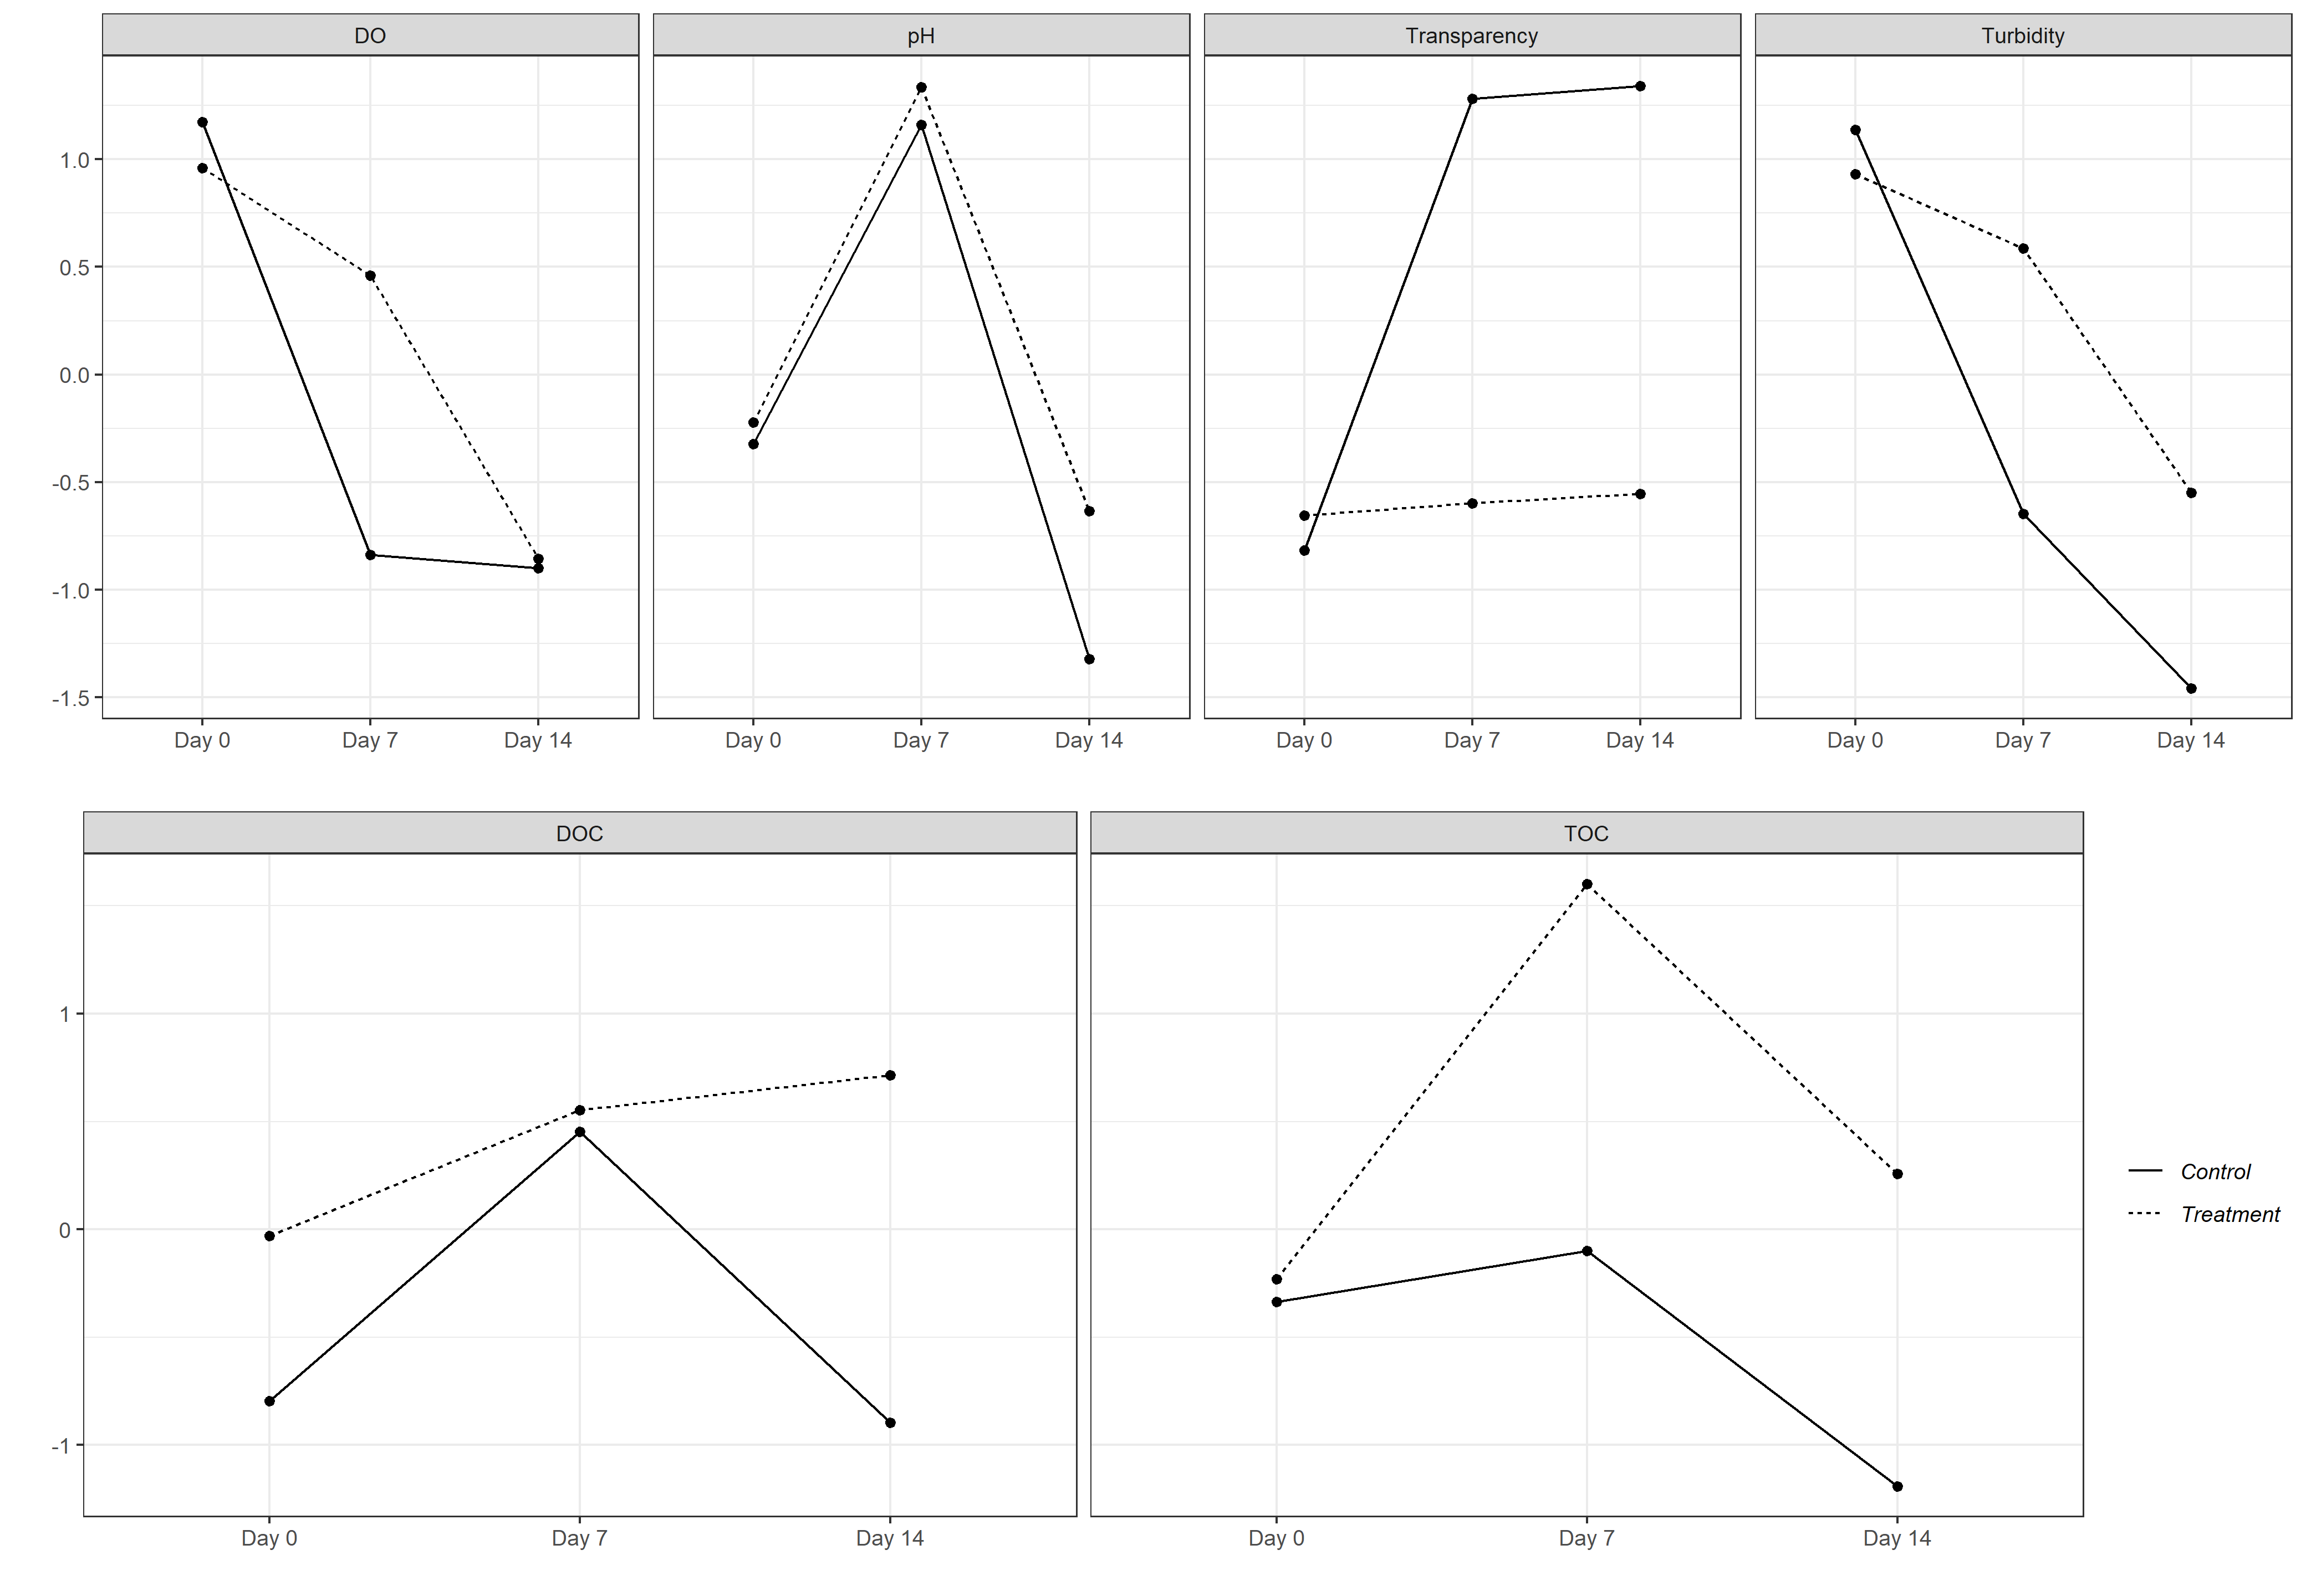 DO pH Transparency Turbidity
1.0
0.5
0.0
-0.5
-1.0
-1.5
Day 0 Day 7 Day 14 Day 0 Day 7 Day 14 Day 0 Day 7 Day 14 Day 0 Day 7 Day 14
DOC TOC
1
0
-1
Control
Treatment
Day 0 Day 7 Day 14 Day 0 Day 7 Day 14